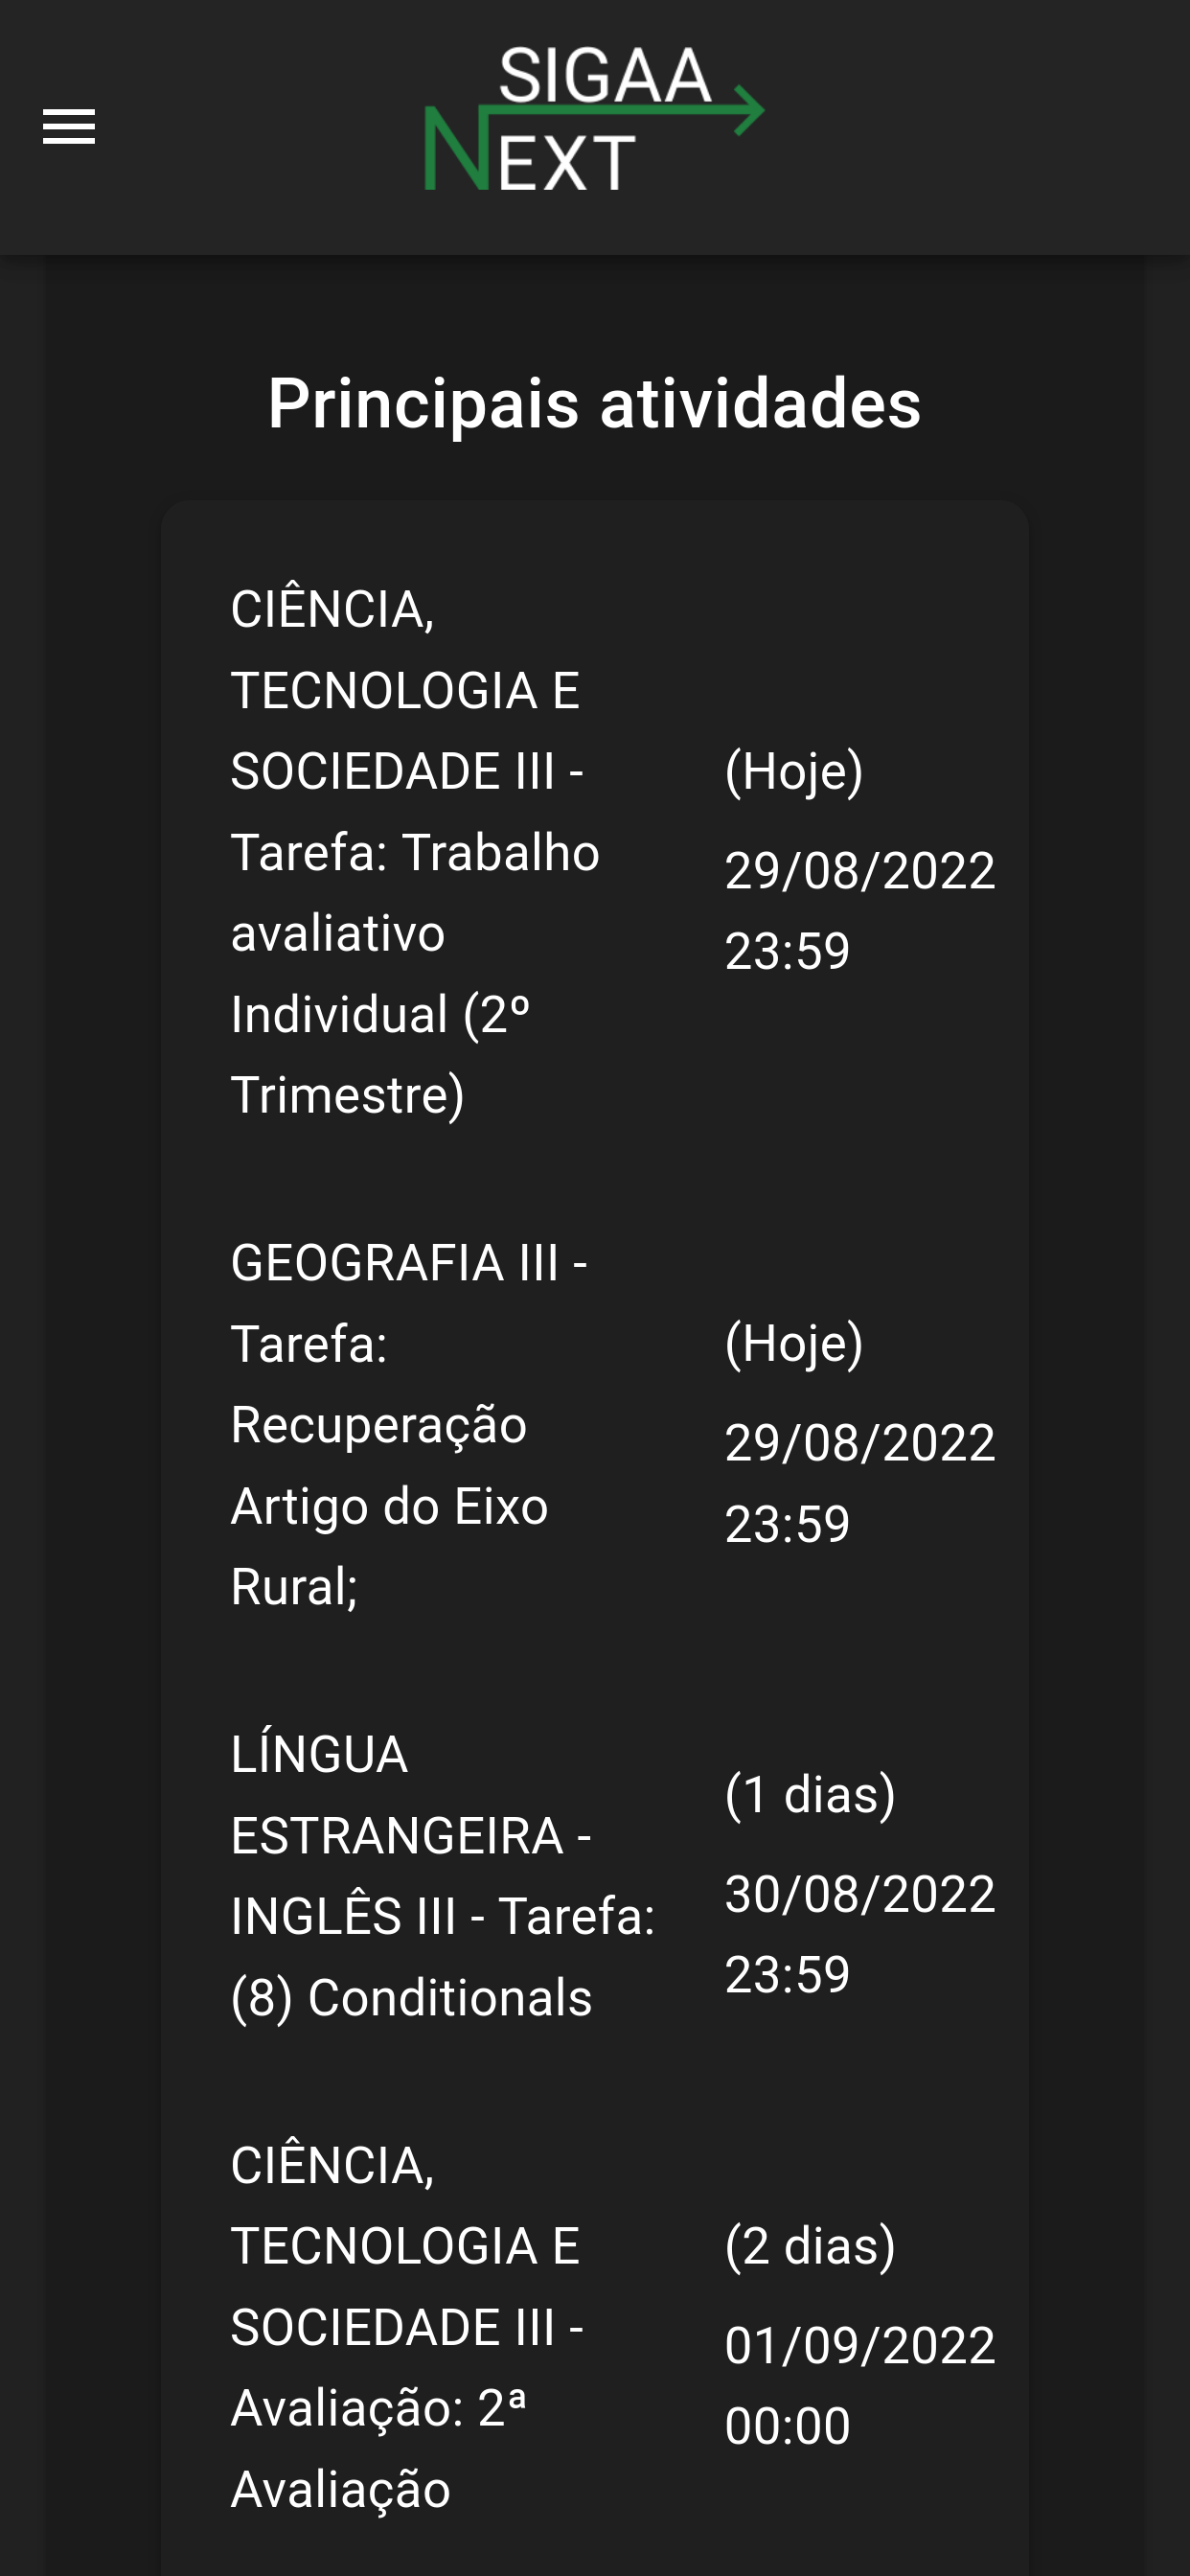 SIGAA
NEXT
Principais atividades
CIÊNCIA,
TECNOLOGIA E
SOCIEDADE III -
Tarefa: Trabalho
avaliativo
Individual (2º
Trimestre)
(Hoje)
29/08/2022
23:59
GEOGRAFIA III -
Tarefa:
Recuperação
Artigo do Eixo
Rural;
(Hoje)
29/08/2022
23:59
LÍNGUA
ESTRANGEIRA -
INGLÊS III - Tarefa:
(8) Conditionals
(1 dias)
30/08/2022
23:59
CIÊNCIA,
TECNOLOGIA E
SOCIEDADE III -
Avaliação: 2ª
Avaliação
(2 dias)
01/09/2022
00:00